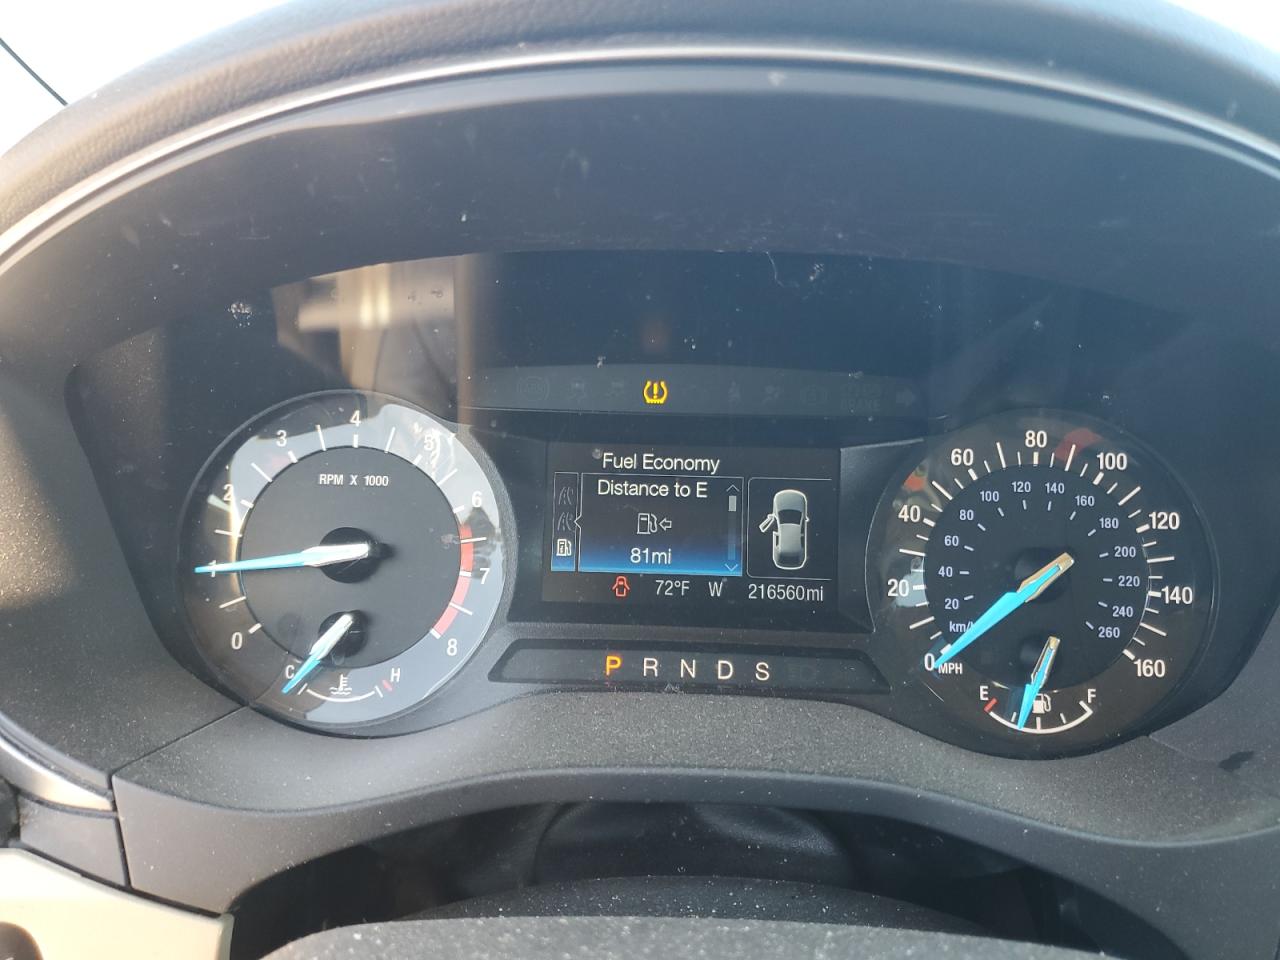 Fuel Economy
Distance to E
81mi
72°F W 216560mi
P R N D S
RPM X 1000
0 1 2 3 4 5 6 7 8
C H
0 20 40 60 80 100 120 140 160
MPH
20 40 60 80 100 120 140 160 180 200 220 240 260
E F